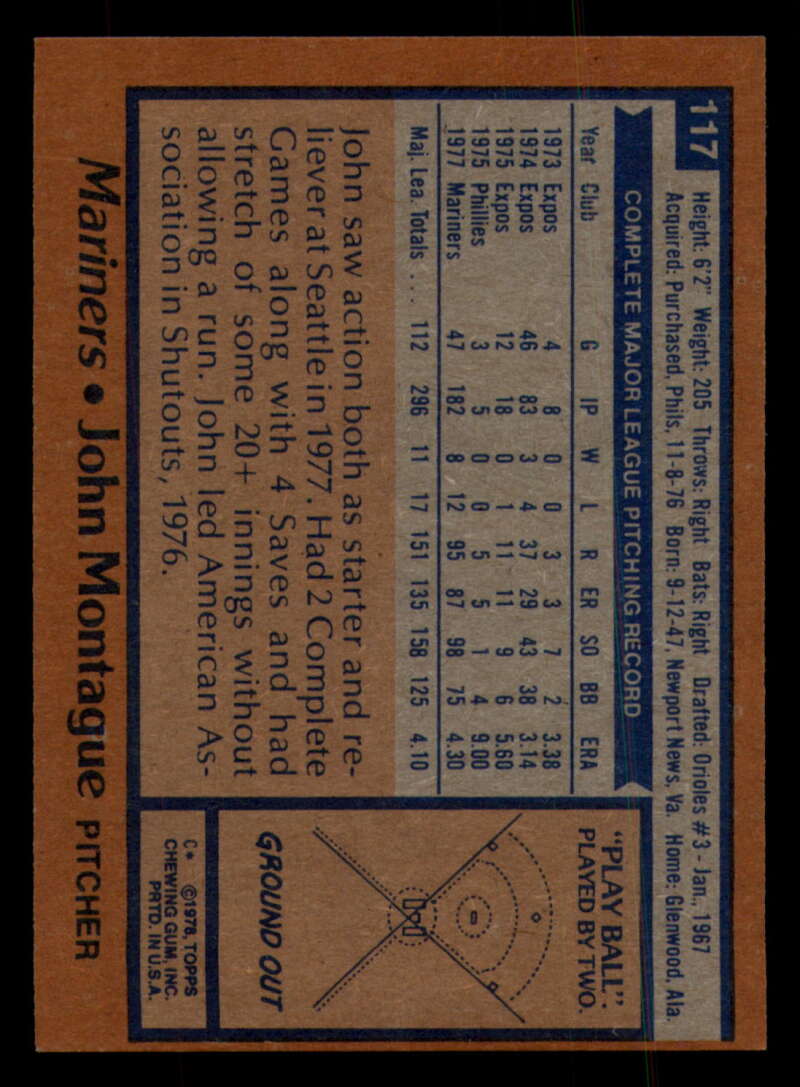 117
Height: 6'2" Weight: 205 Throws: Right Bats: Right Drafted: Orioles #3 - Jan., 1967
Acquired: Purchased, Phils, 11-8-76 Born: 9-12-47, Newport News, Va. Home: Glenwood, Ala.
COMPLETE MAJOR LEAGUE PITCHING RECORD
Year Club G IP W L R ER SO BB ERA
1973 Expos 4 8 0 0 3 3 7 2 3.38
1974 Expos 46 83 3 4 37 29 43 38 3.14
1975 Expos 12 18 0 1 11 11 9 6 5.60
1975 Phillies 3 5 0 0 5 5 1 4 9.00
1977 Mariners 47 182 8 12 95 87 98 75 4.30
Maj. Lea. Totals ... 112 296 11 17 151 135 158 125 4.10
John saw action both as starter and re-
liever at Seattle in 1977. Had 2 Complete
Games along with 4 Saves and had
stretch of some 20+ innings without
allowing a run. John led American As-
sociation in Shutouts, 1976.
"PLAY BALL":
PLAYED BY TWO.
GROUND OUT
C* ©1978, TOPPS
CHEWING GUM, INC.
PRTD. IN U.S.A.
Mariners • John Montague PITCHER